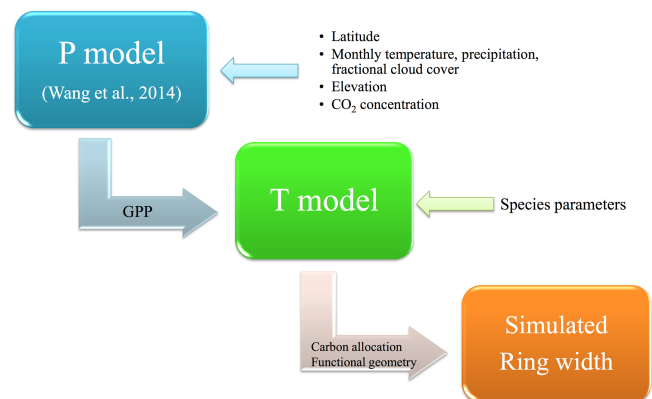 P model
(Wang et al., 2014)
• Latitude
• Monthly temperature, precipitation,
fractional cloud cover
• Elevation
• CO₂ concentration
GPP
T model
Species parameters
Carbon allocation
Functional geometry
Simulated
Ring width